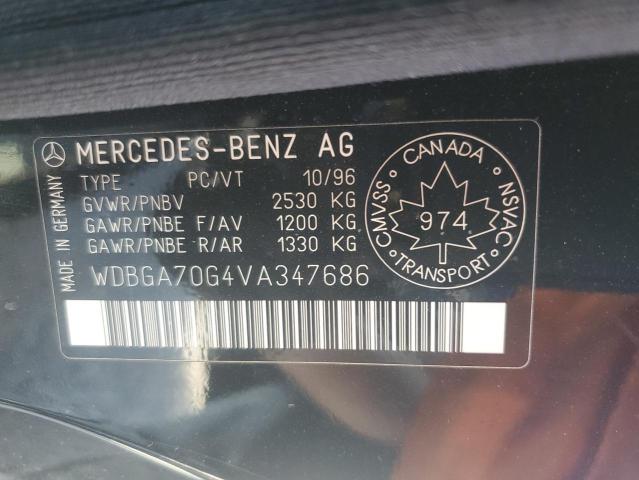 MERCEDES-BENZ AG
TYPE PC/VT 10/96
GVWR/PNBV 2530 KG
GAWR/PNBE F/AV 1200 KG
GAWR/PNBE R/AR 1330 KG
WDBGA70G4VA347686
MADE IN GERMANY
CANADA
CMVSS
974
NSVAC
TRANSPORT